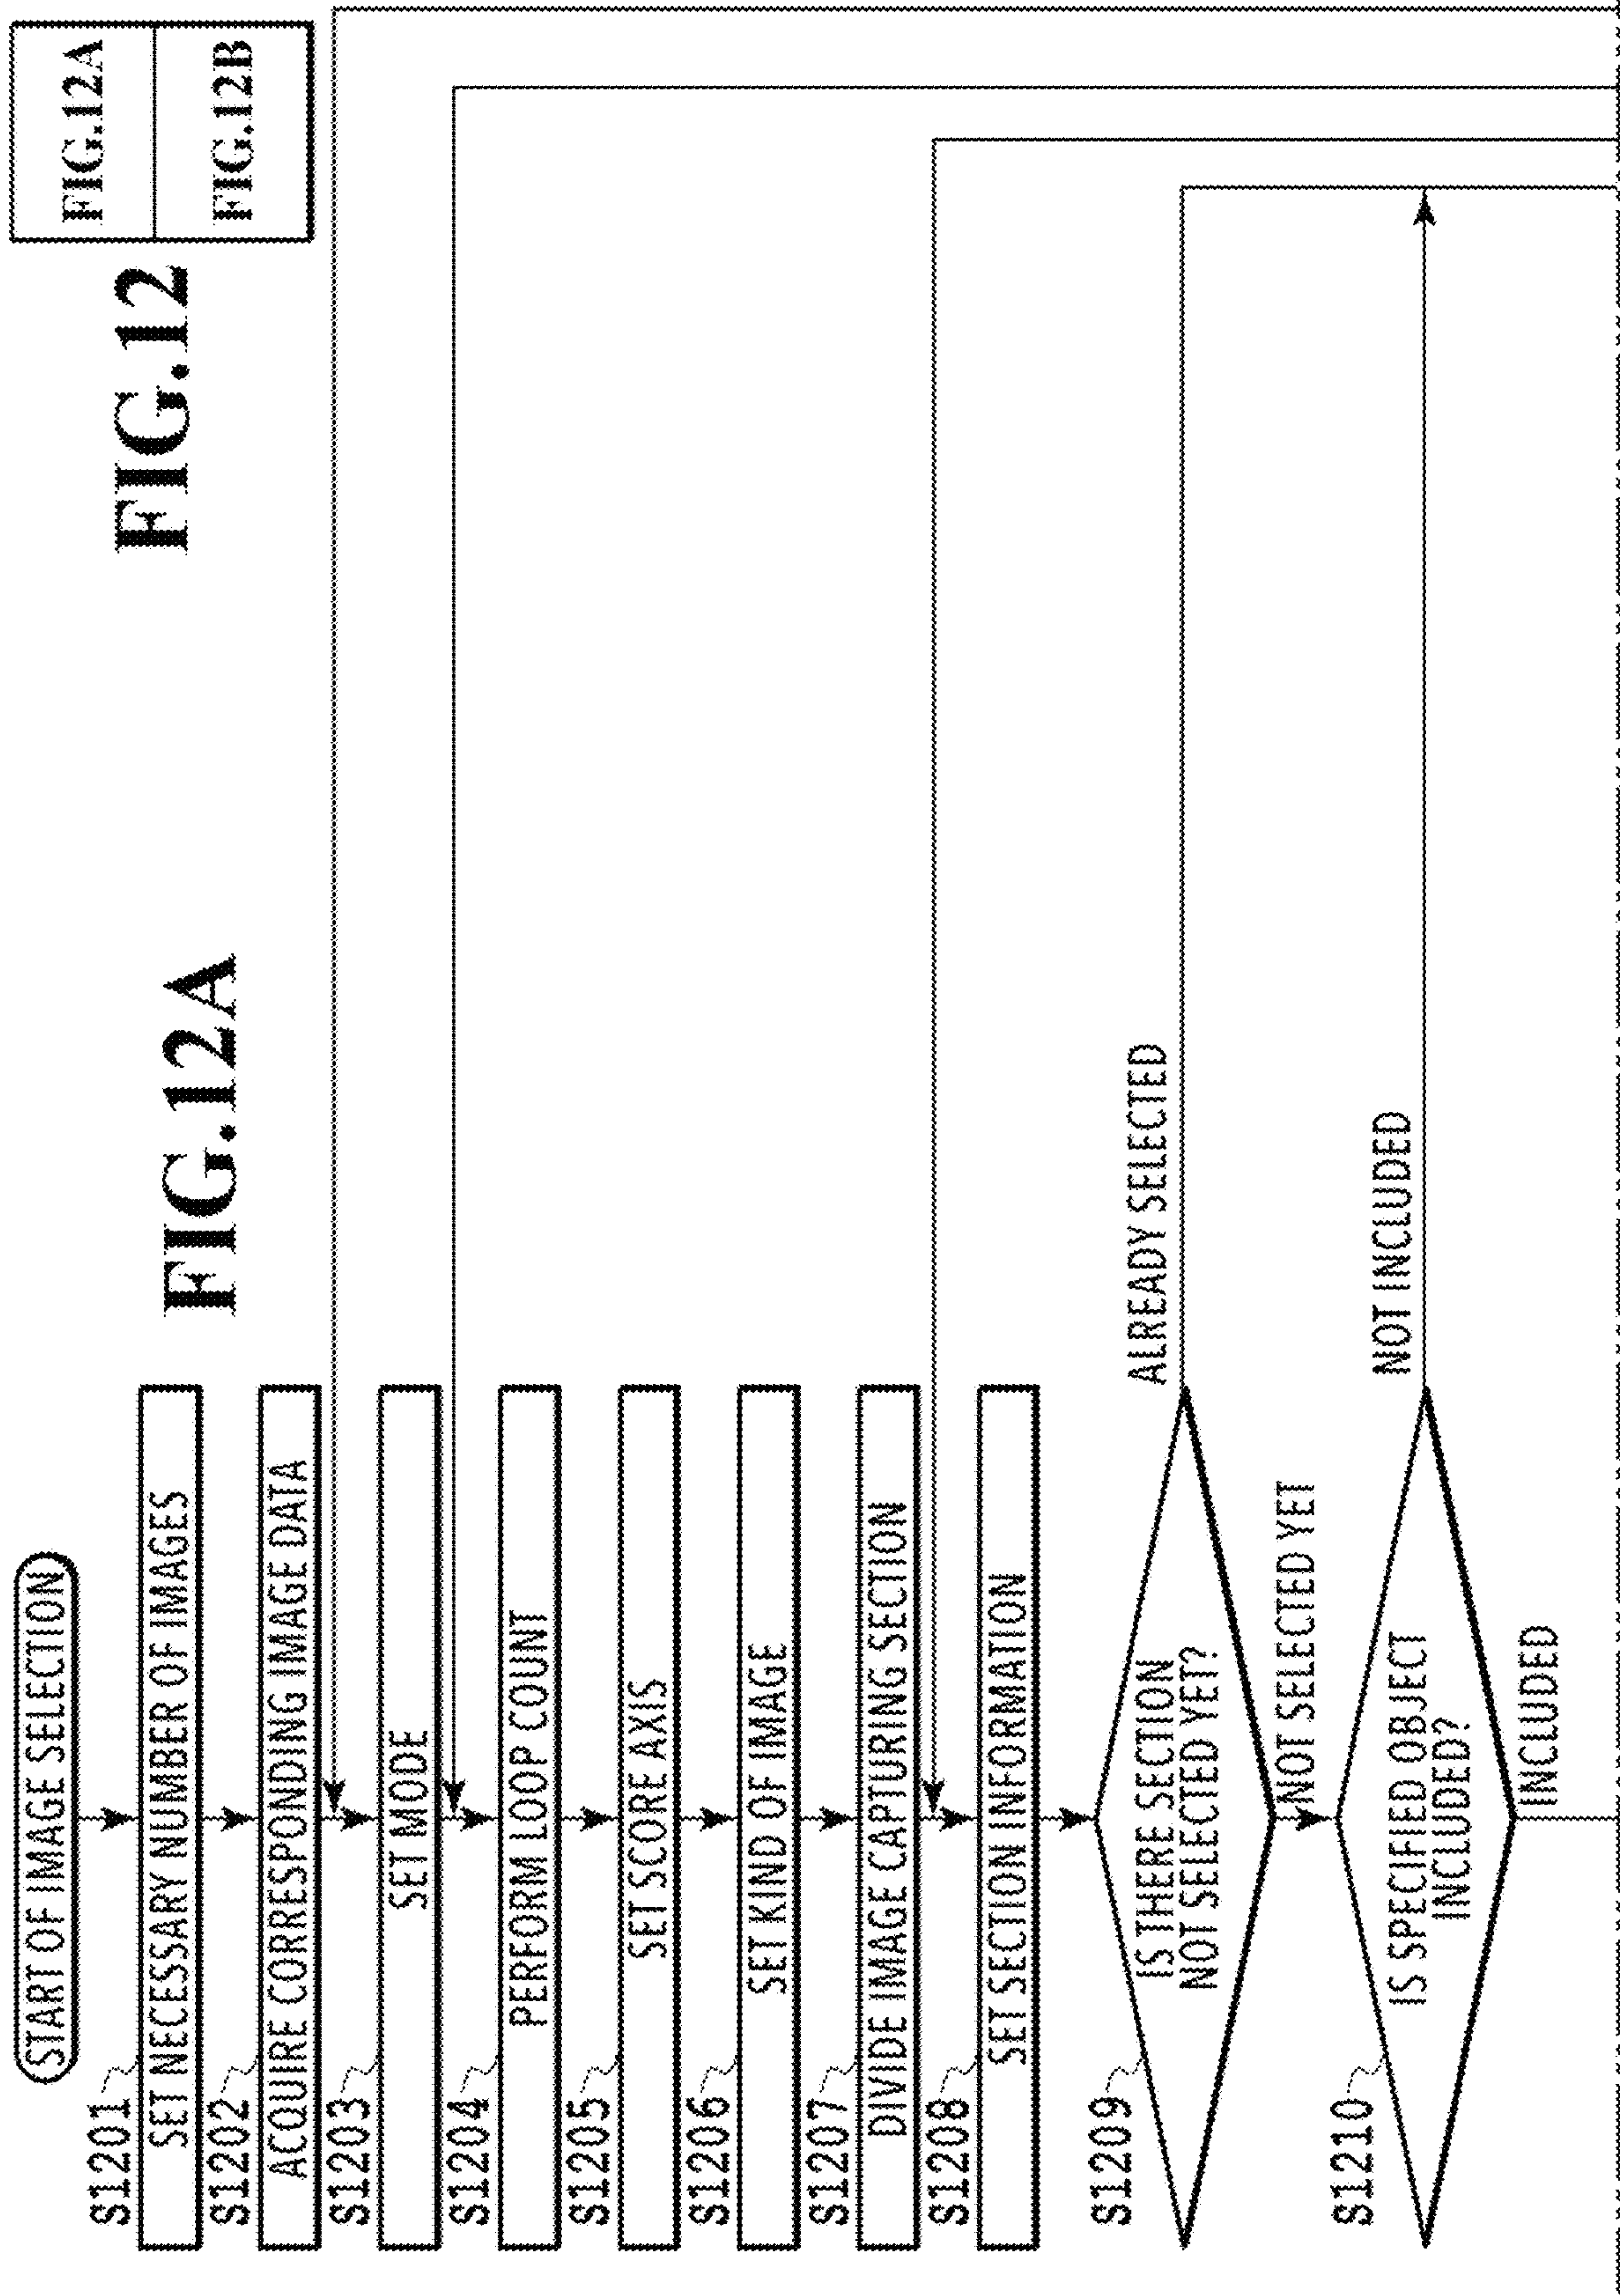 FIG.12A
FIG.12
FIG.12A
FIG.12B
START OF IMAGE SELECTION
S1201
SET NECESSARY NUMBER OF IMAGES
S1202
ACQUIRE CORRESPONDING IMAGE DATA
S1203
SET MODE
S1204
PERFORM LOOP COUNT
S1205
SET SCORE AXIS
S1206
SET KIND OF IMAGE
S1207
DIVIDE IMAGE CAPTURING SECTION
S1208
SET SECTION INFORMATION
S1209
IS THERE SECTION
NOT SELECTED YET?
ALREADY SELECTED
NOT SELECTED YET
S1210
IS SPECIFIED OBJECT
INCLUDED?
NOT INCLUDED
INCLUDED